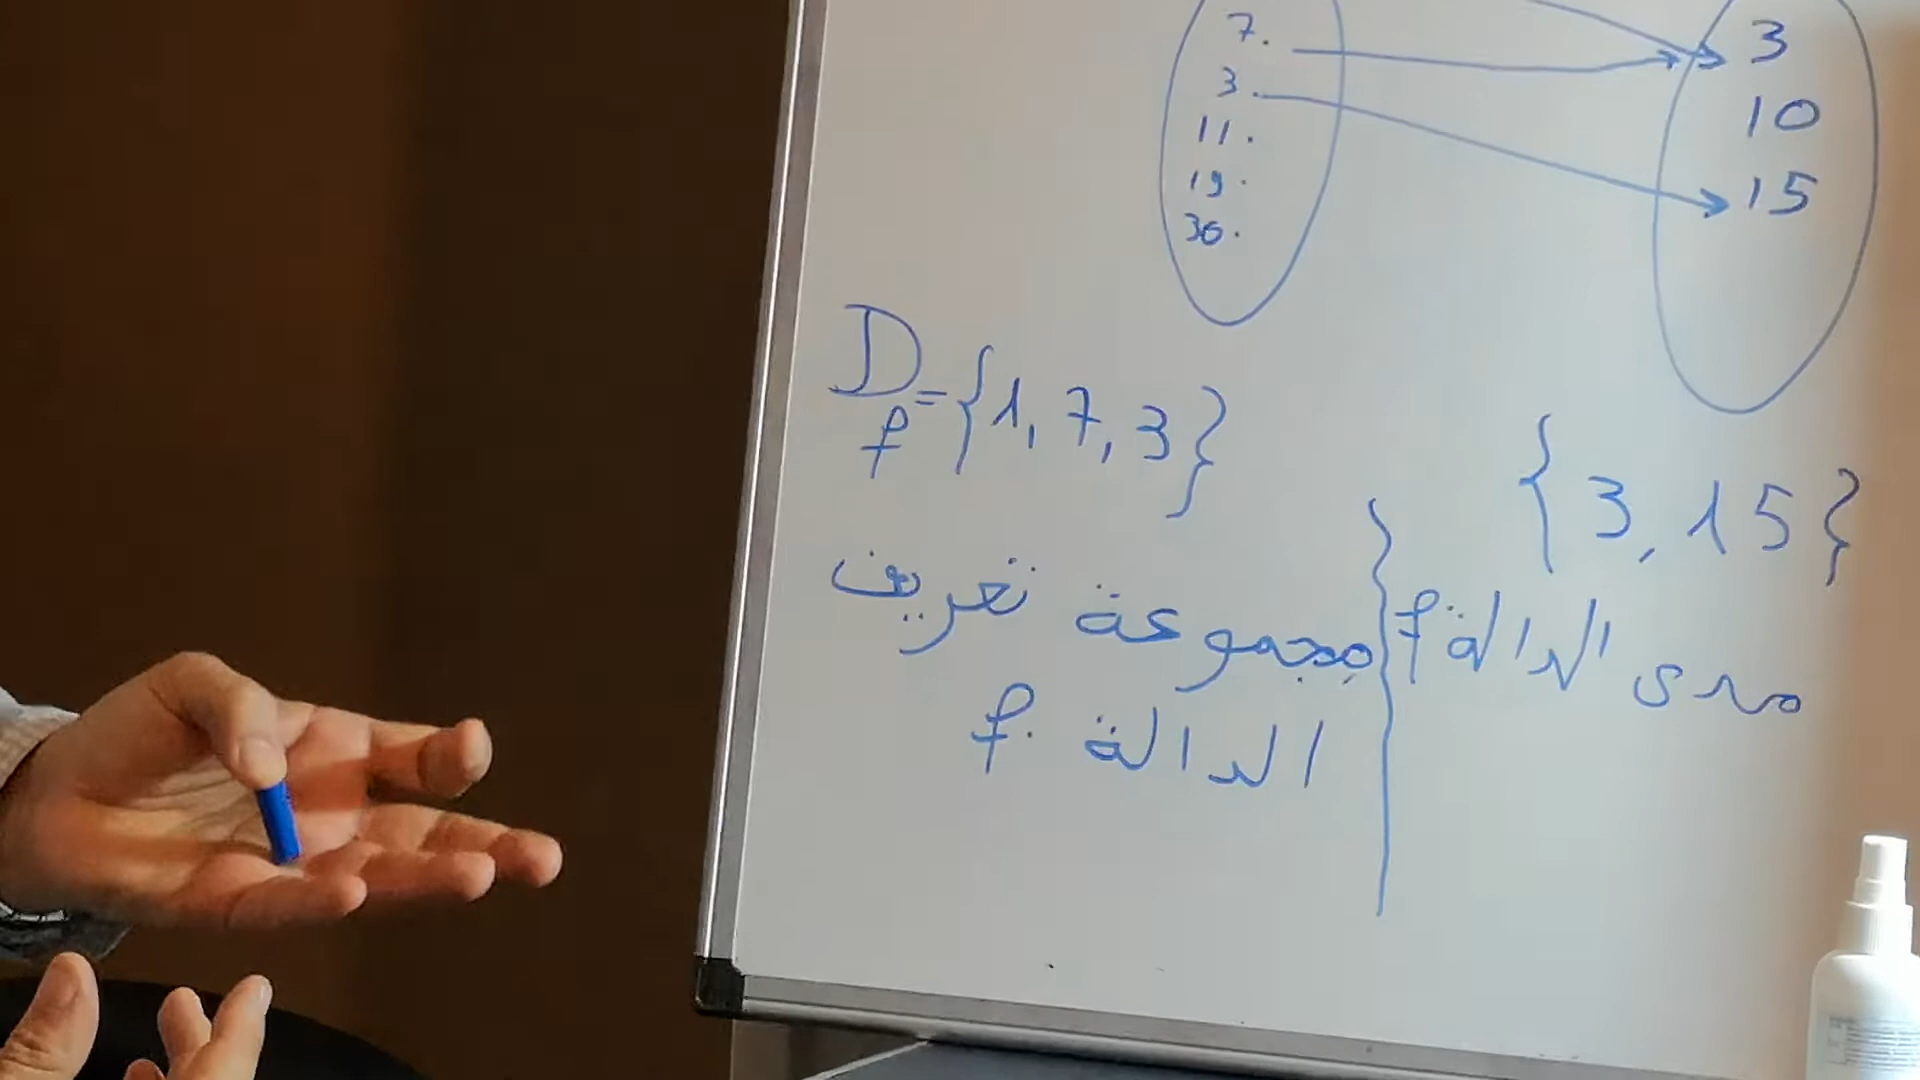 7.
3.
11.
19.
36.
3
10
15
D_f = {1, 7, 3}
{3, 15}
مجموعة تعريف
الدالة f.
مدى الدالة f